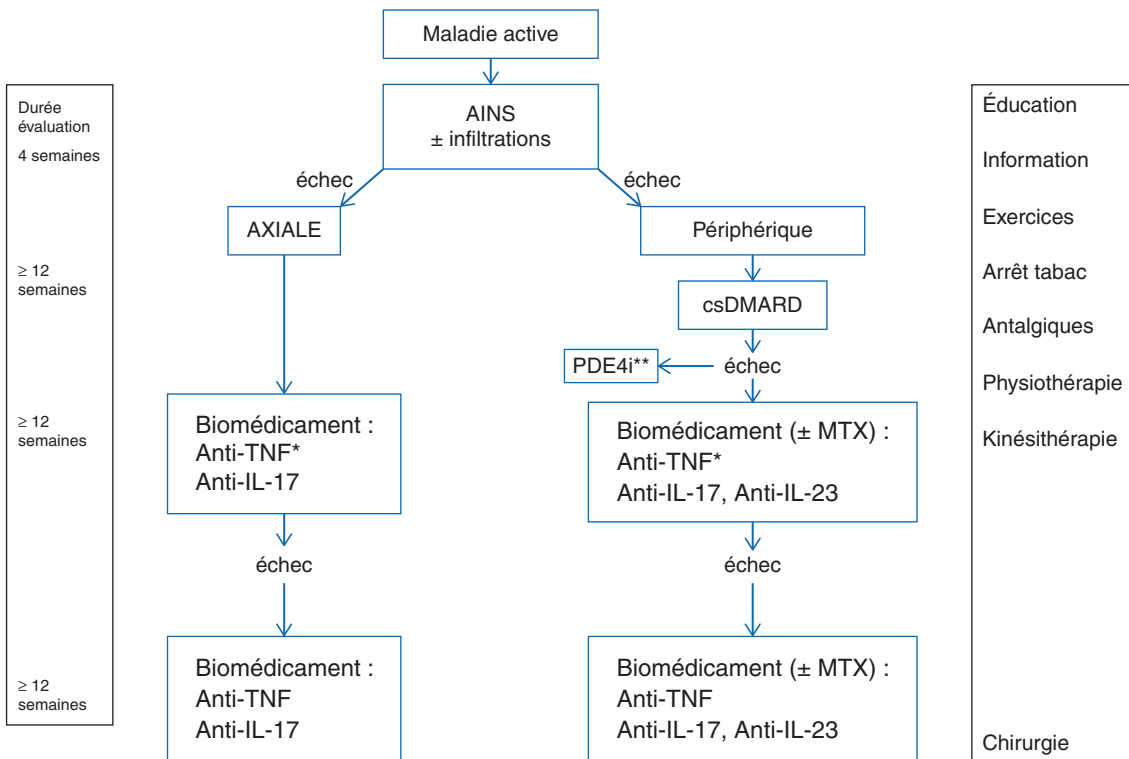 Maladie active
Durée
évaluation
4 semaines
≥ 12
semaines
≥ 12
semaines
≥ 12
semaines
AINS
± infiltrations
échec
échec
AXIALE
Périphérique
csDMARD
PDE4i**
échec
Biomédicament :
Anti-TNF*
Anti-IL-17
Biomédicament (± MTX) :
Anti-TNF*
Anti-IL-17, Anti-IL-23
échec
échec
Biomédicament :
Anti-TNF
Anti-IL-17
Biomédicament (± MTX) :
Anti-TNF
Anti-IL-17, Anti-IL-23
Éducation
Information
Exercices
Arrêt tabac
Antalgiques
Physiothérapie
Kinésithérapie
Chirurgie